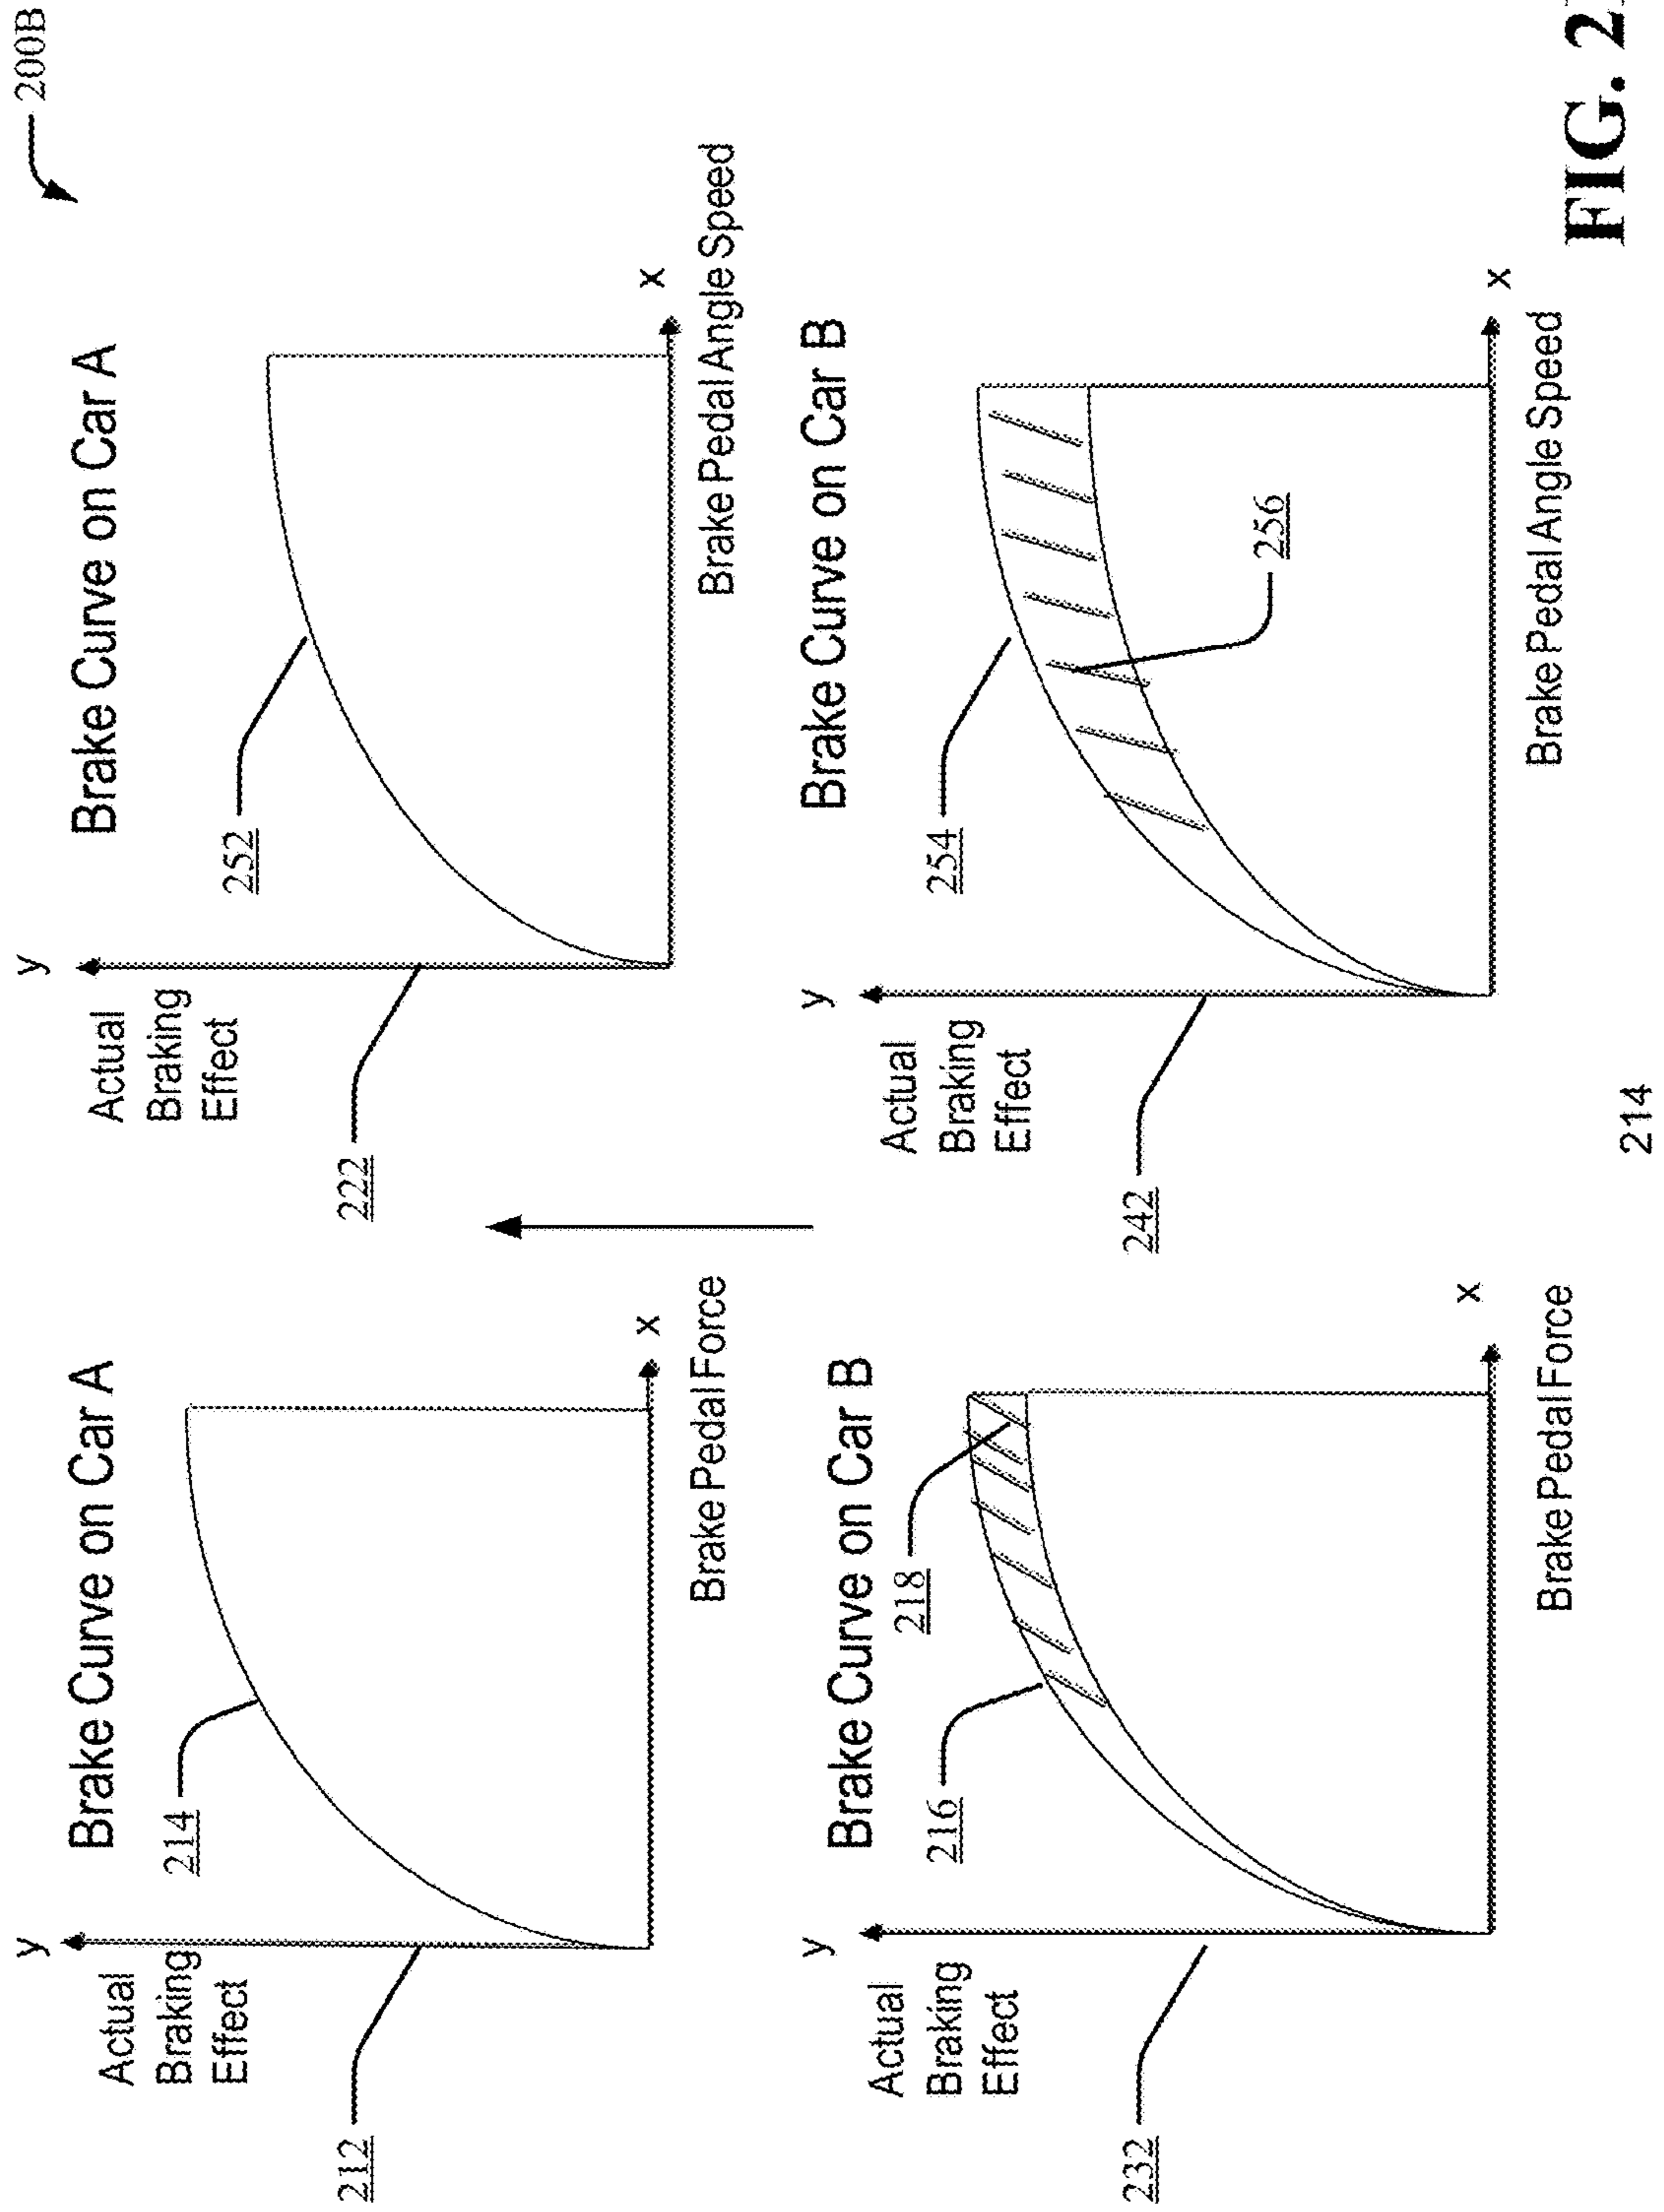 200B
Brake Curve on Car A
y
Actual
Braking
Effect
214
212
x
Brake Pedal Force
Brake Curve on Car A
y
Actual
Braking
Effect
252
222
x
Brake Pedal Angle Speed
Brake Curve on Car B
y
Actual
Braking
Effect
216
218
232
x
Brake Pedal Force
Brake Curve on Car B
y
Actual
Braking
Effect
254
256
242
x
Brake Pedal Angle Speed
214
FIG. 2